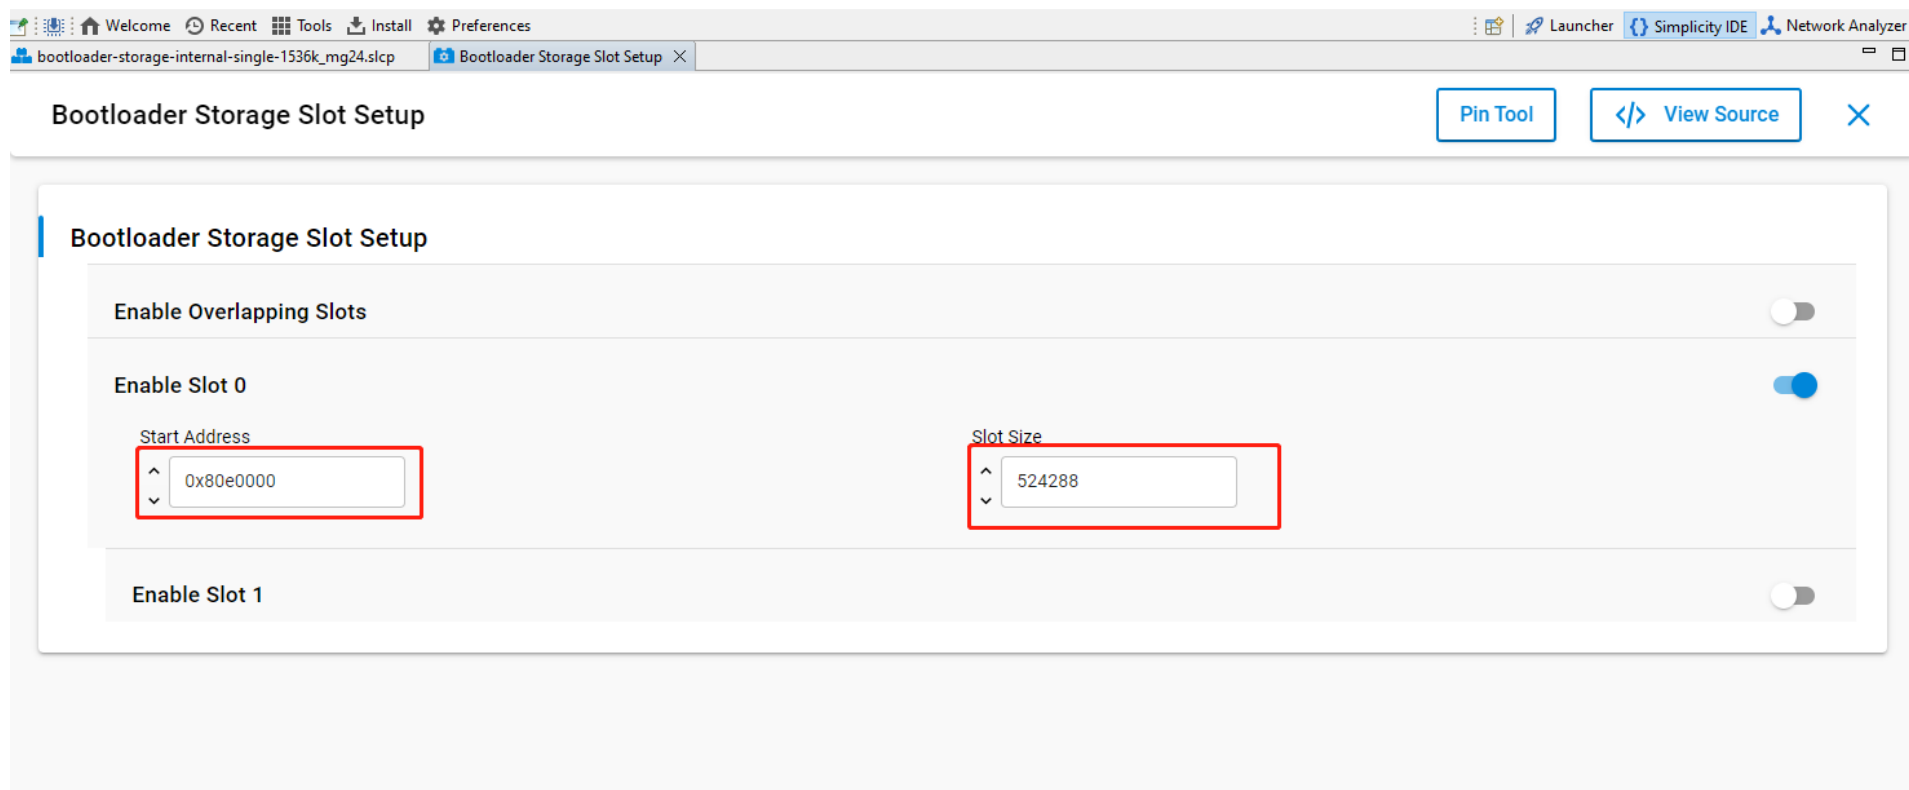 Welcome Recent Tools Install Preferences Launcher {} Simplicity IDE Network Analyzer
bootloader-storage-internal-single-1536k_mg24.slcp Bootloader Storage Slot Setup
Bootloader Storage Slot Setup Pin Tool </> View Source
Bootloader Storage Slot Setup
Enable Overlapping Slots
Enable Slot 0
Start Address Slot Size
0x80e0000 524288
Enable Slot 1